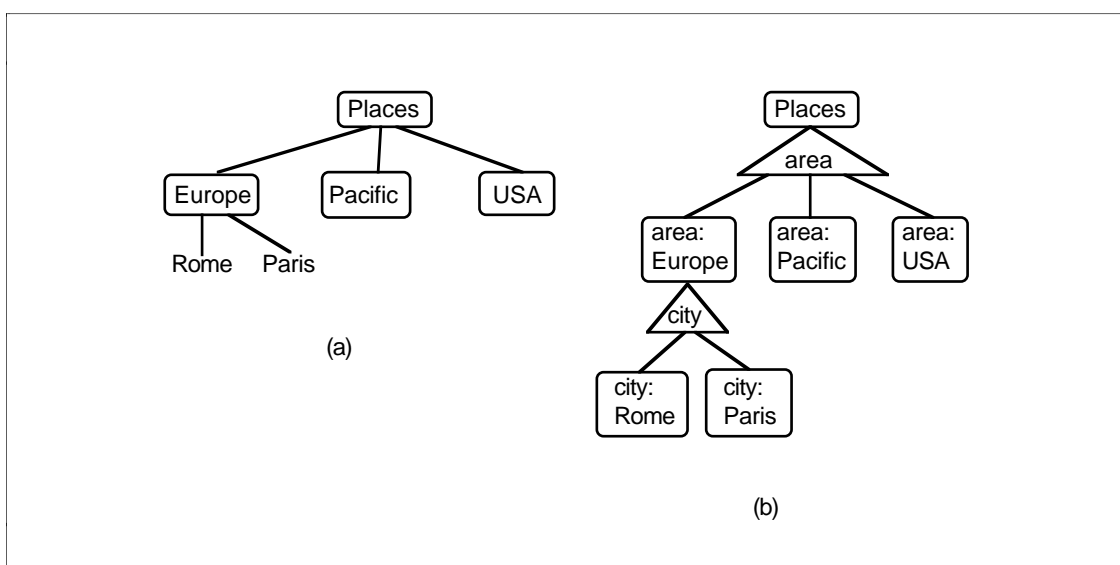 Places
Europe
Pacific
USA
Rome
Paris
(a)
Places
area
area:
Europe
area:
Pacific
area:
USA
city
city:
Rome
city:
Paris
(b)